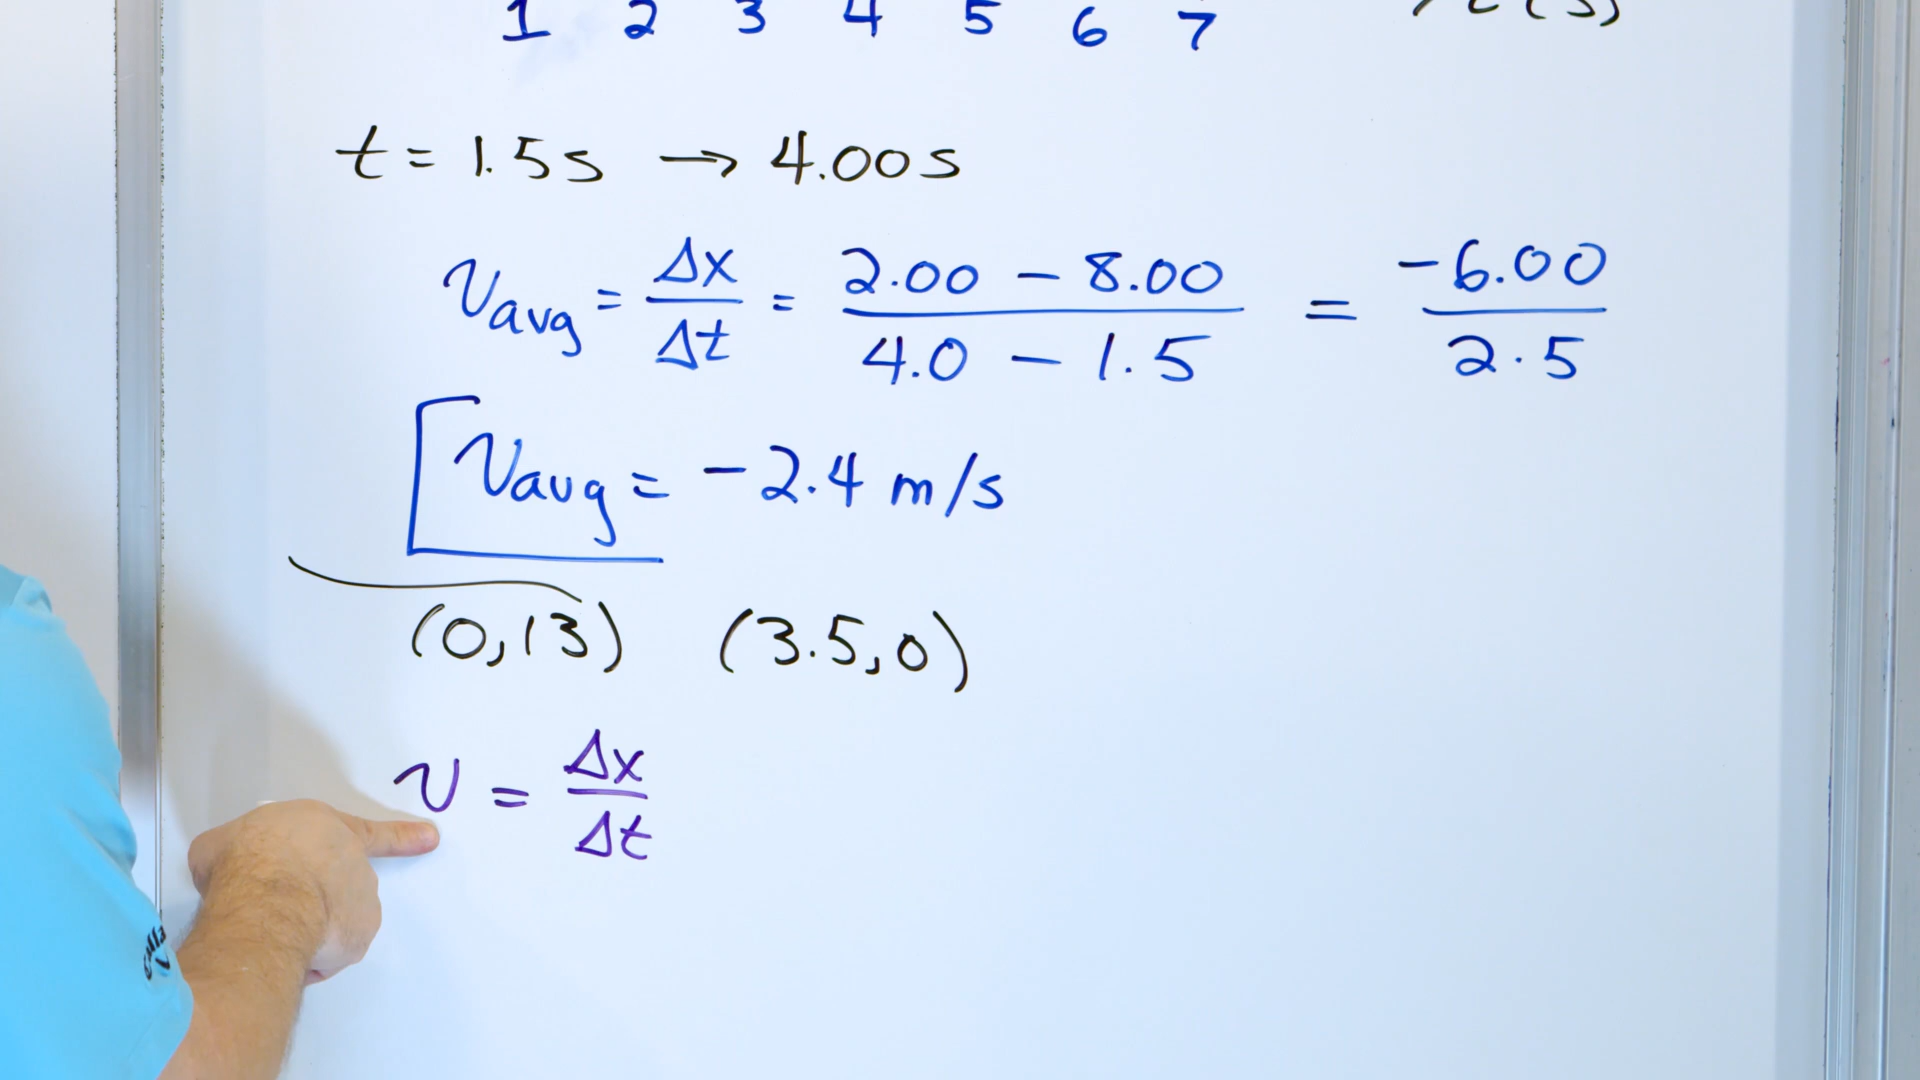 1 2 3 4 5 6 7
t = 1.5s → 4.00s
Vavg = Δx/Δt = (2.00 - 8.00)/(4.0 - 1.5) = -6.00/2.5
Vavg = -2.4 m/s
(0,13) (3.5,0)
V = Δx/Δt